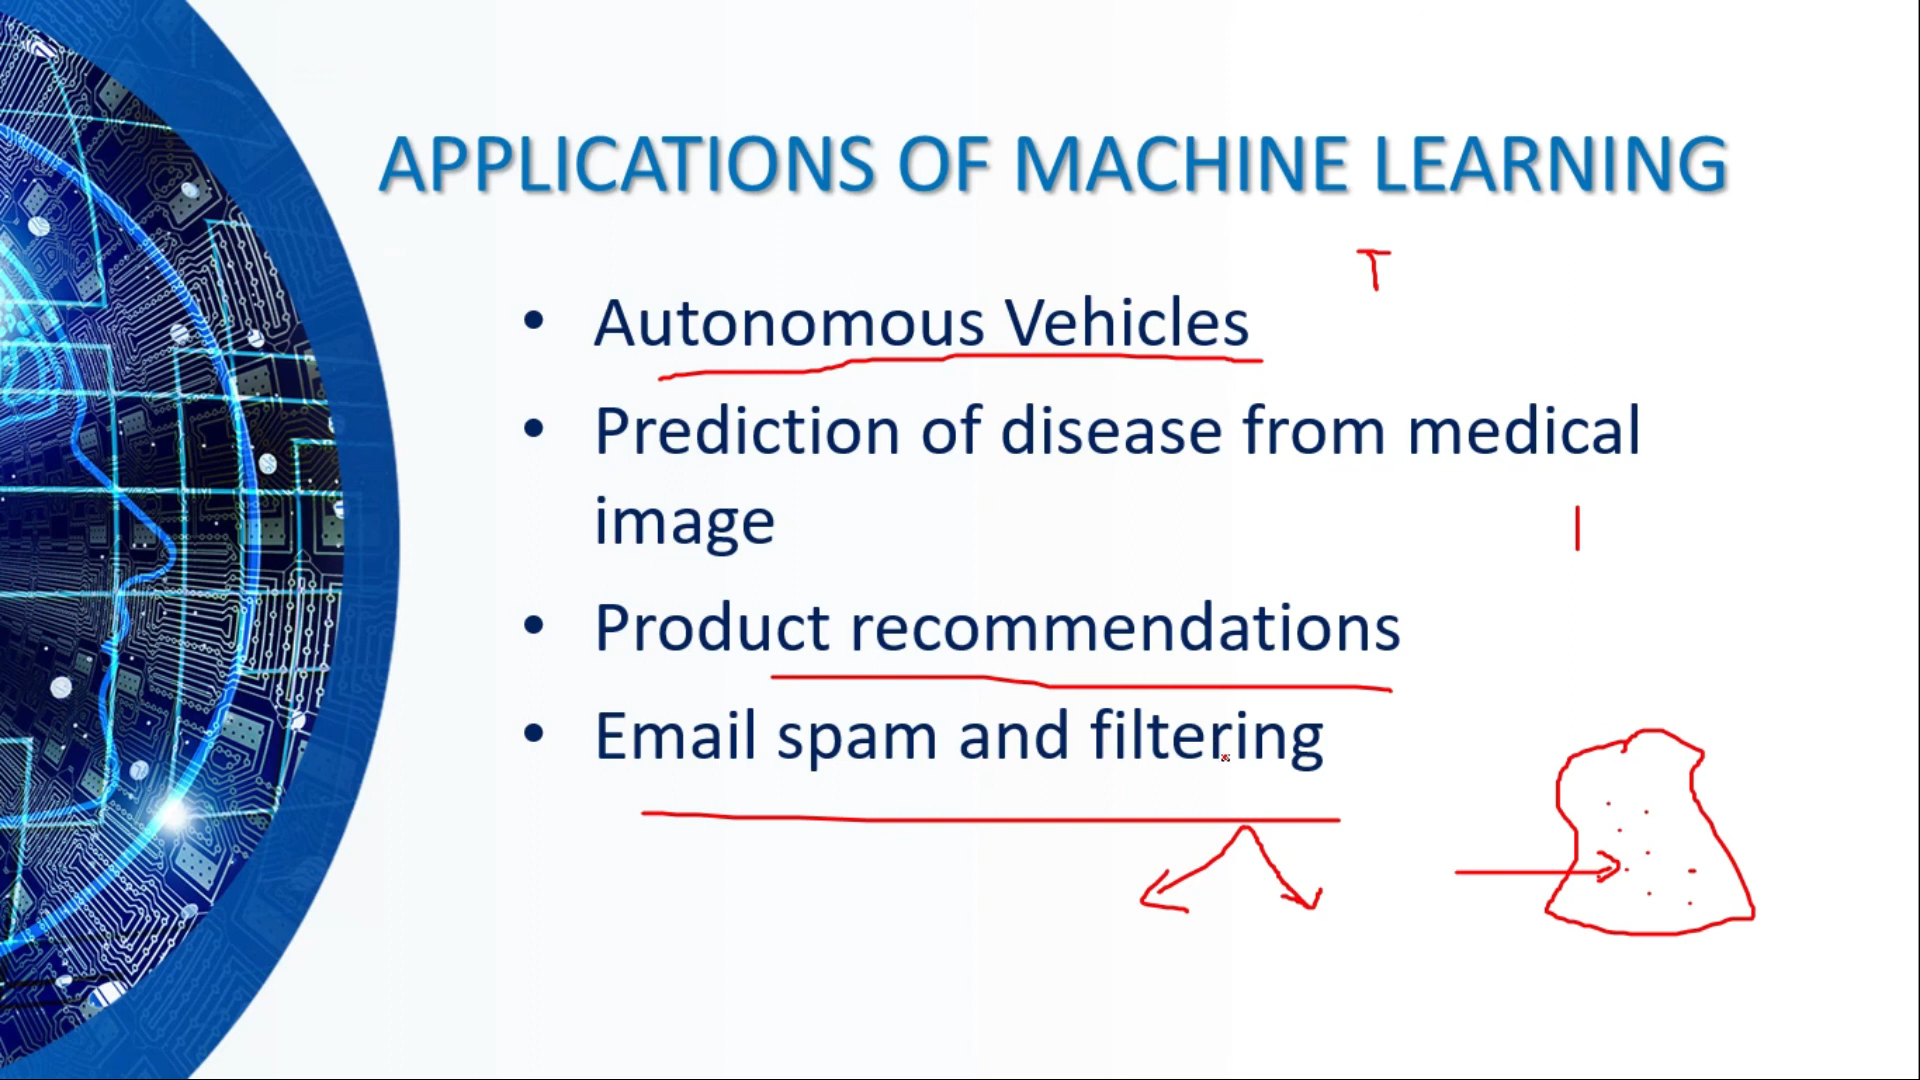 APPLICATIONS OF MACHINE LEARNING
T
• Autonomous Vehicles
• Prediction of disease from medical
image
• Product recommendations
• Email spam and filtering